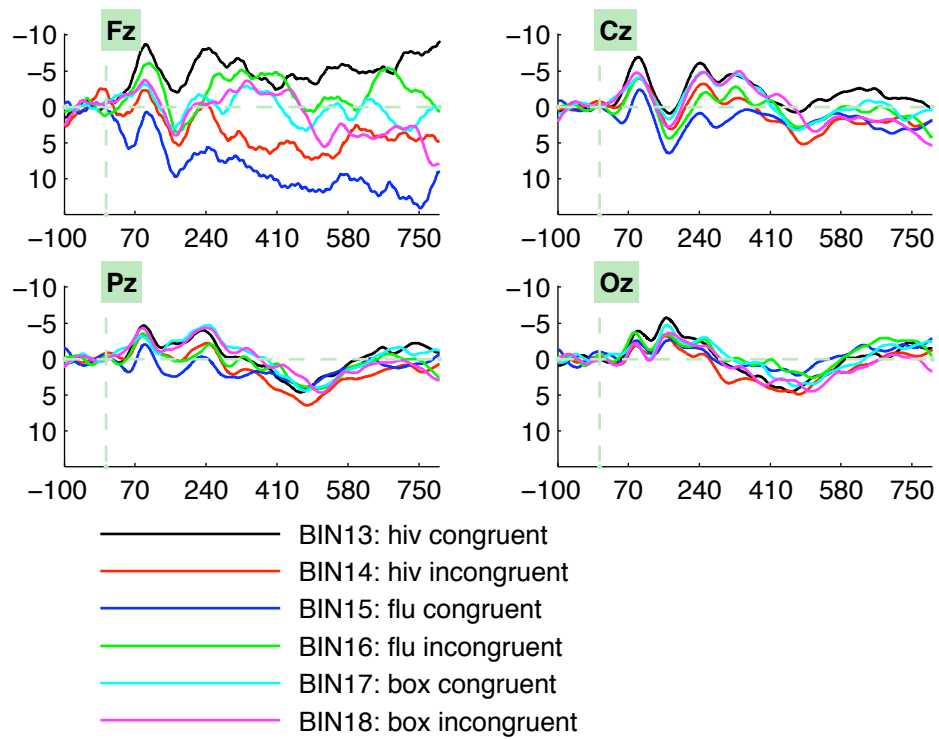 Fz
−10
−5
0
5
10
−100 70 240 410 580 750
Cz
−10
−5
0
5
10
−100 70 240 410 580 750
Pz
−10
−5
0
5
10
−100 70 240 410 580 750
Oz
−10
−5
0
5
10
−100 70 240 410 580 750
BIN13: hiv congruent
BIN14: hiv incongruent
BIN15: flu congruent
BIN16: flu incongruent
BIN17: box congruent
BIN18: box incongruent